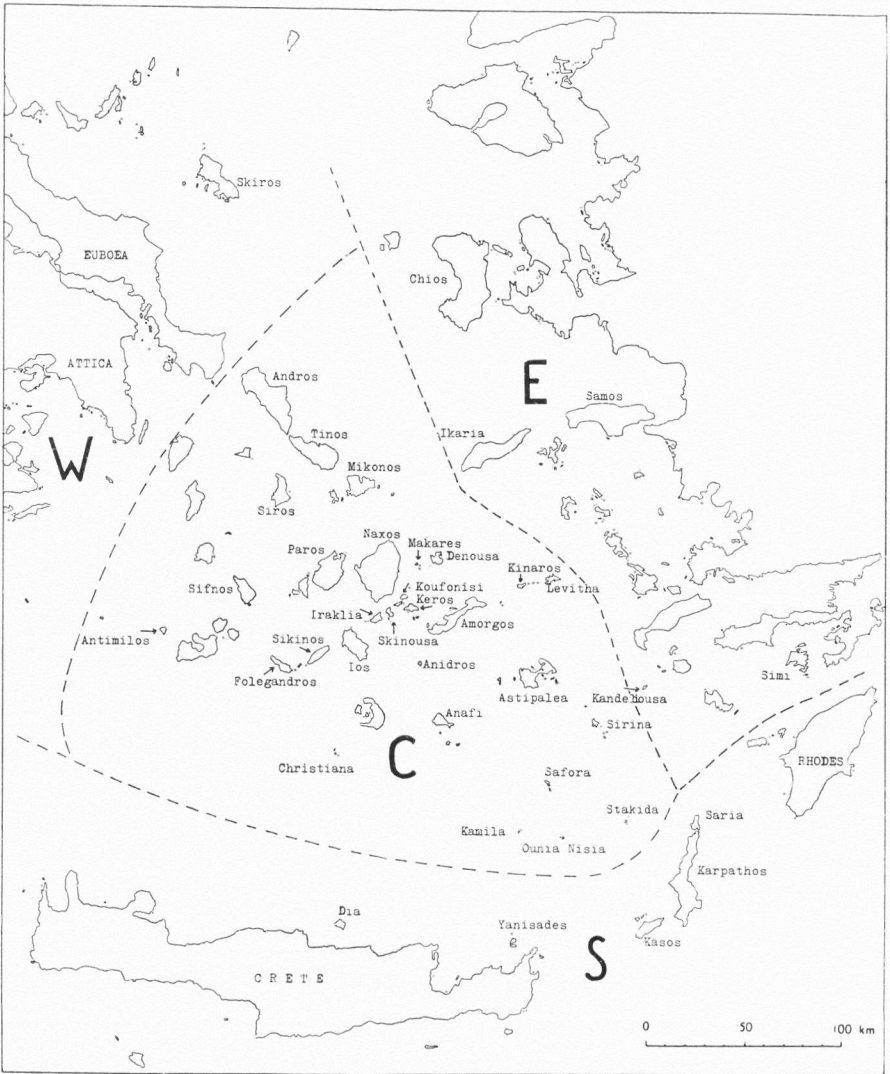 Skiros
EUBOEA
Chios
ATTICA
E
Andros
Samos
Tinos
Ikaria
W
Mikonos
Siros
Naxos
Makares
Paros
Denousa
Kinaros
Sifnos
Koufonisi
Levitha
Keros
Iraklia
Amorgos
Antimilos
Sikinos
Skinousa
Ios
Anidros
Simi
Folegandros
Astipalea
Kandeliousa
Anafi
Sirina
C
RHODES
Christiana
Safora
Stakida
Saria
Kamila
Ounia Nisia
Karpathos
Dia
Yanisades
Kasos
S
CRETE
0 50 100 km